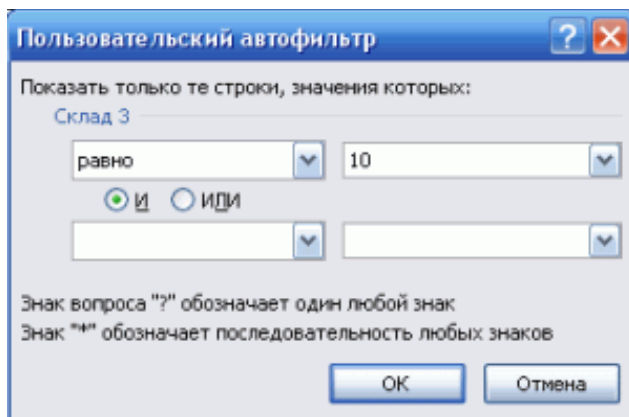 Пользовательский автофильтр
Показать только те строки, значения которых:
Склад 3
равно 10
И ИЛИ
Знак вопроса "?" обозначает один любой знак
Знак "*" обозначает последовательность любых знаков
ОК Отмена